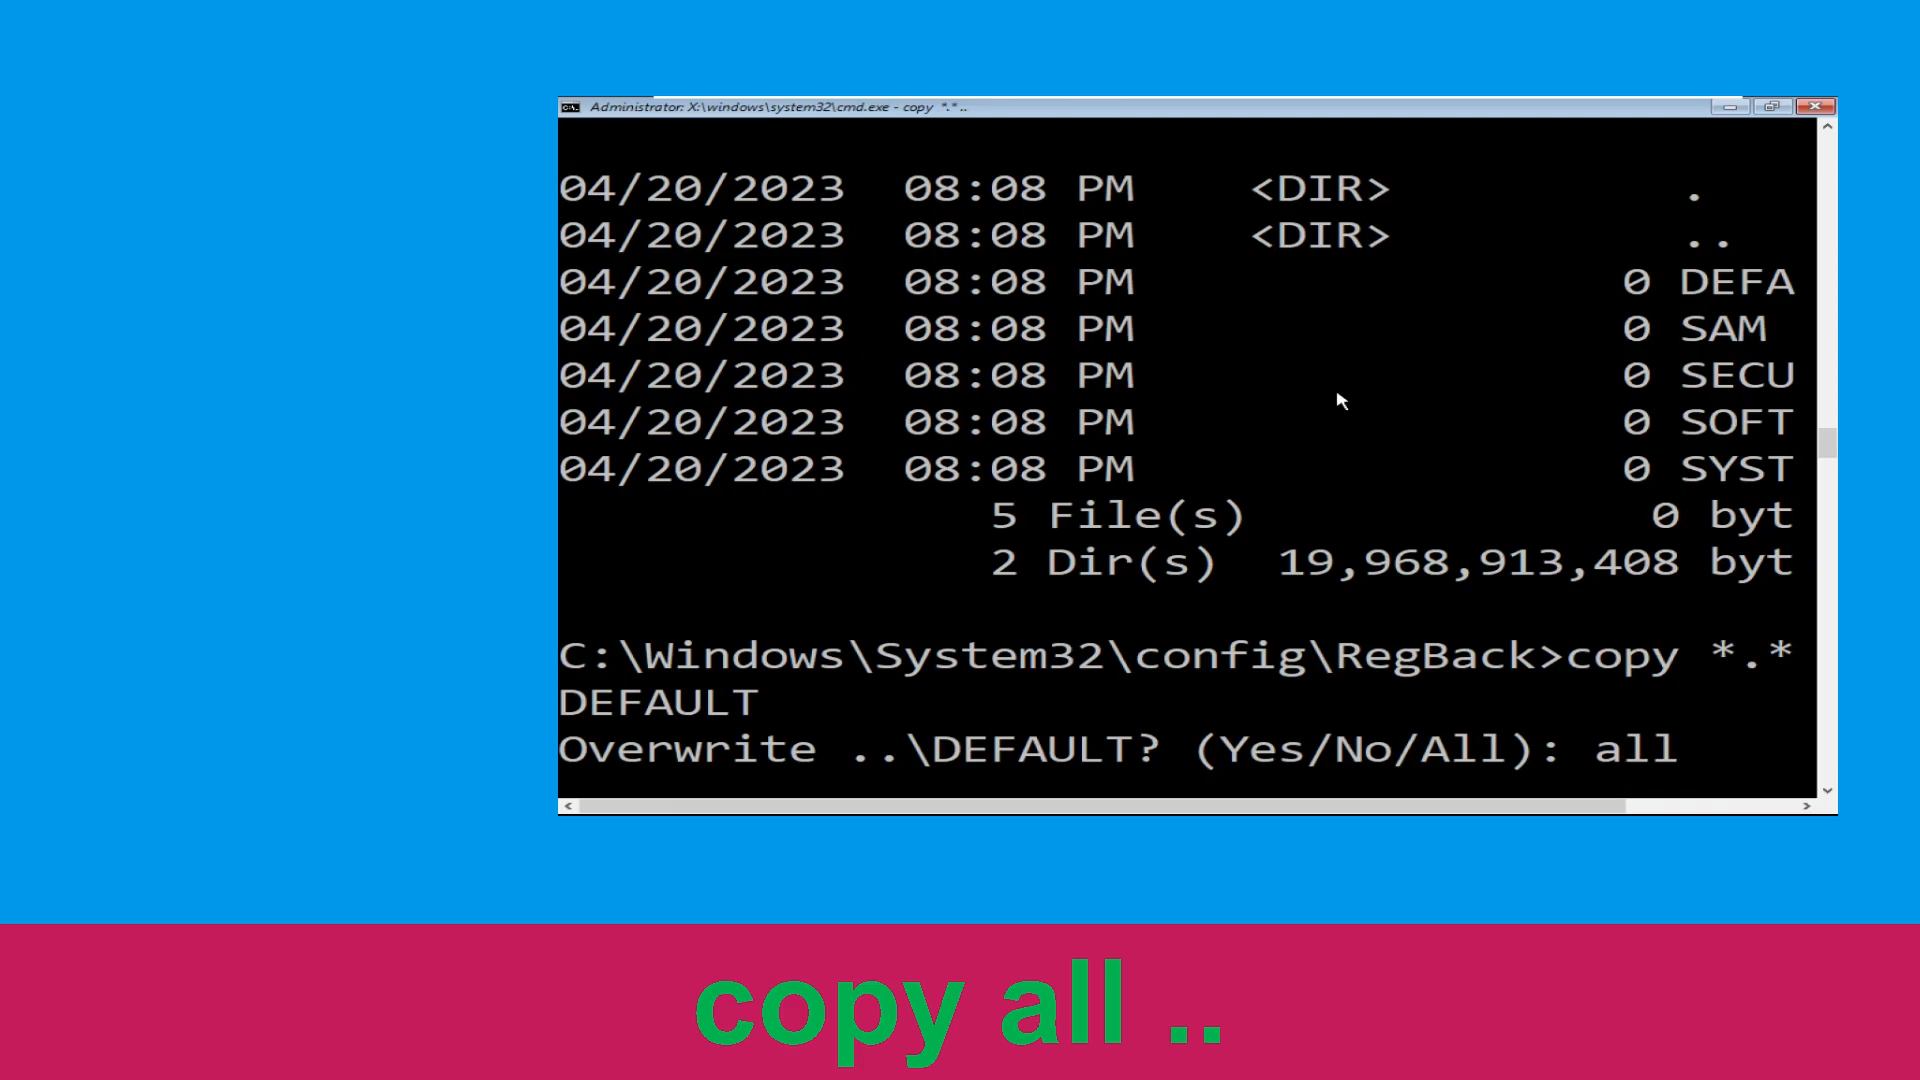 Administrator: X:\windows\system32\cmd.exe - copy *.* ..
04/20/2023 08:08 PM <DIR> .
04/20/2023 08:08 PM <DIR> ..
04/20/2023 08:08 PM 0 DEFA
04/20/2023 08:08 PM 0 SAM
04/20/2023 08:08 PM 0 SECU
04/20/2023 08:08 PM 0 SOFT
04/20/2023 08:08 PM 0 SYST
5 File(s) 0 byt
2 Dir(s) 19,968,913,408 byt
C:\Windows\System32\config\RegBack>copy *.*
DEFAULT
Overwrite ..\DEFAULT? (Yes/No/All): all
copy all ..